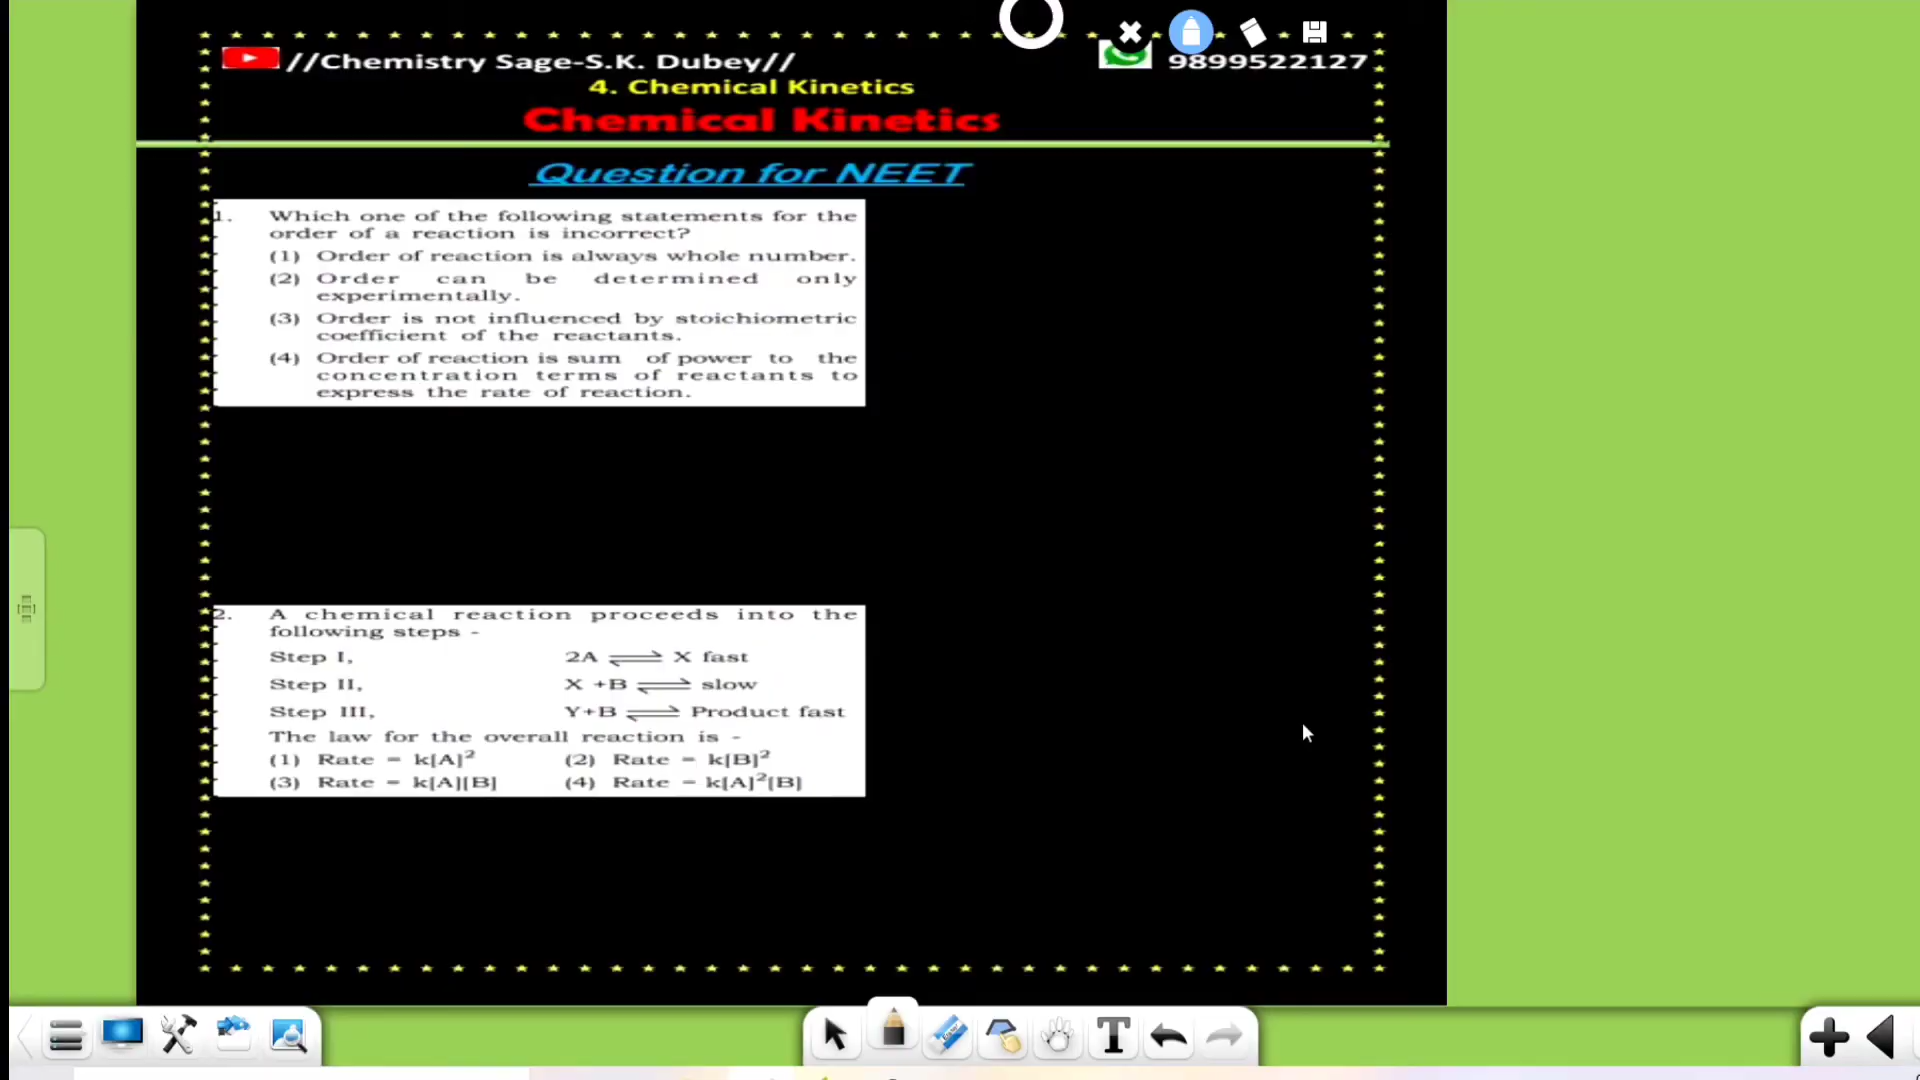 //Chemistry Sage-S.K. Dubey//
9899522127
4. Chemical Kinetics
Chemical Kinetics
Question for NEET
1. Which one of the following statements for the
order of a reaction is incorrect?
(1) Order of reaction is always whole number.
(2) Order can be determined only
experimentally.
(3) Order is not influenced by stoichiometric
coefficient of the reactants.
(4) Order of reaction is sum of power to the
concentration terms of reactants to
express the rate of reaction.
2. A chemical reaction proceeds into the
following steps -
Step I, 2A ⇌ X fast
Step II, X +B ⇌ slow
Step III, Y+B ⇌ Product fast
The law for the overall reaction is -
(1) Rate = k[A]² (2) Rate = k[B]²
(3) Rate = k[A][B] (4) Rate = k[A]²[B]
T